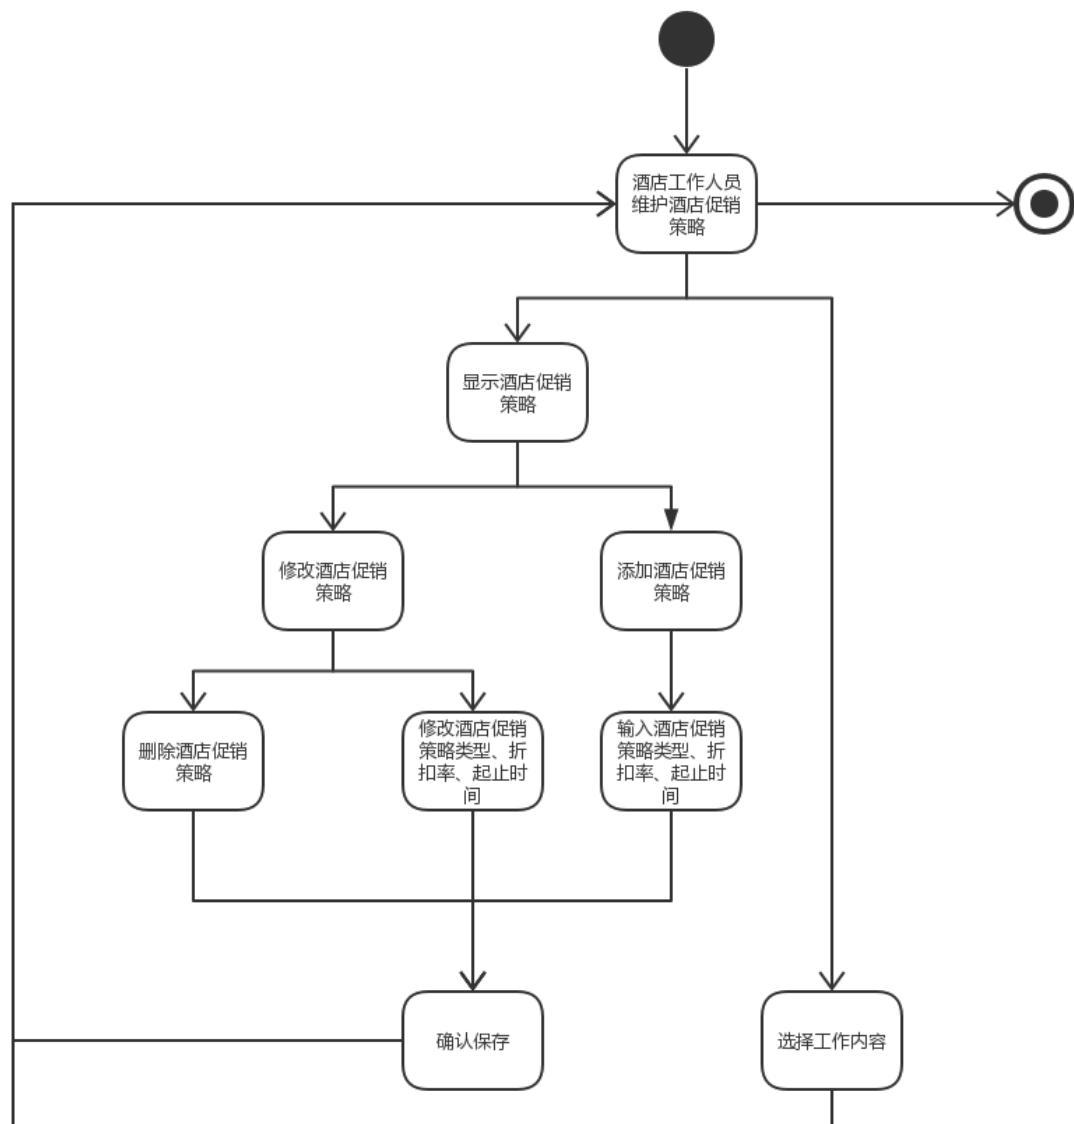 酒店工作人员
维护酒店促销
策略
显示酒店促销
策略
修改酒店促销
策略
添加酒店促销
策略
删除酒店促销
策略
修改酒店促销
策略类型、折
扣率、起止时
间
输入酒店促销
策略类型、折
扣率、起止时
间
确认保存
选择工作内容